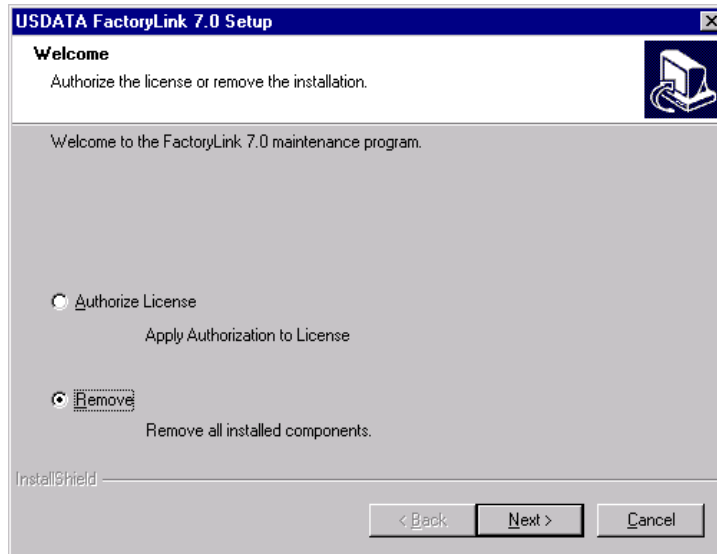 USDATA FactoryLink 7.0 Setup
Welcome
Authorize the license or remove the installation.
Welcome to the FactoryLink 7.0 maintenance program.
Authorize License
Apply Authorization to License
Remove
Remove all installed components.
InstallShield
< Back
Next >
Cancel